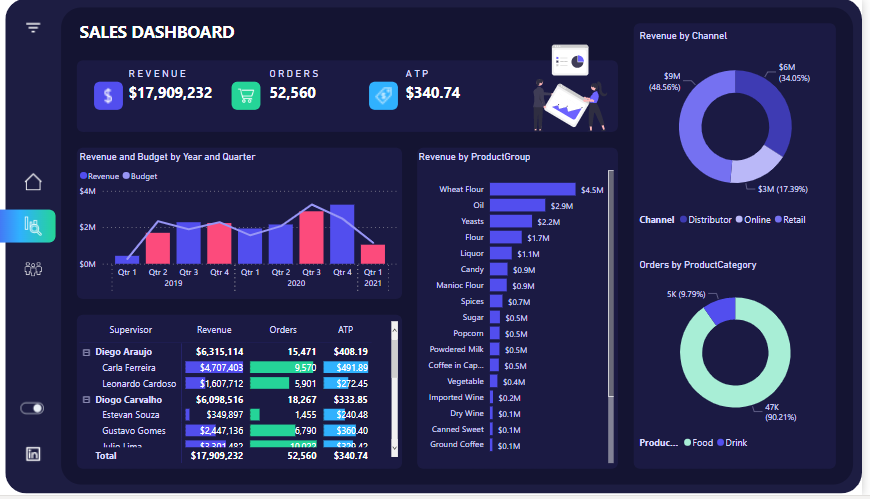 SALES DASHBOARD
REVENUE
$17,909,232
ORDERS
52,560
ATP
$340.74
Revenue and Budget by Year and Quarter
Revenue Budget
$4M
$2M
$0M
Qtr 1 Qtr 2 Qtr 3 Qtr 4 Qtr 1 Qtr 2 Qtr 3 Qtr 4 Qtr 1
2019 2020 2021
Supervisor Revenue Orders ATP
Diego Araujo $6,315,114 15,471 $408.19
Carla Ferreira $4,707,403 9,570 $491.89
Leonardo Cardoso $1,607,712 5,901 $272.45
Diogo Carvalho $6,098,516 18,267 $333.85
Estevan Souza $349,897 1,455 $240.48
Gustavo Gomes $2,447,136 6,790 $360.40
Julio Lima $3,301,482 10,022
Total $17,909,232 52,560 $340.74
Revenue by ProductGroup
Wheat Flour $4.5M
Oil $2.9M
Yeasts $2.2M
Flour $1.7M
Liquor $1.1M
Candy $0.9M
Manioc Flour $0.9M
Spices $0.7M
Sugar $0.5M
Popcorn $0.5M
Powdered Milk $0.5M
Coffee in Cap... $0.5M
Vegetable $0.4M
Imported Wine $0.2M
Dry Wine $0.1M
Canned Sweet $0.1M
Ground Coffee $0.1M
Revenue by Channel
$6M
(34.05%)
$9M
(48.56%)
$3M (17.39%)
Channel Distributor Online Retail
Orders by ProductCategory
5K (9.79%)
47K
(90.21%)
Produc... Food Drink
in